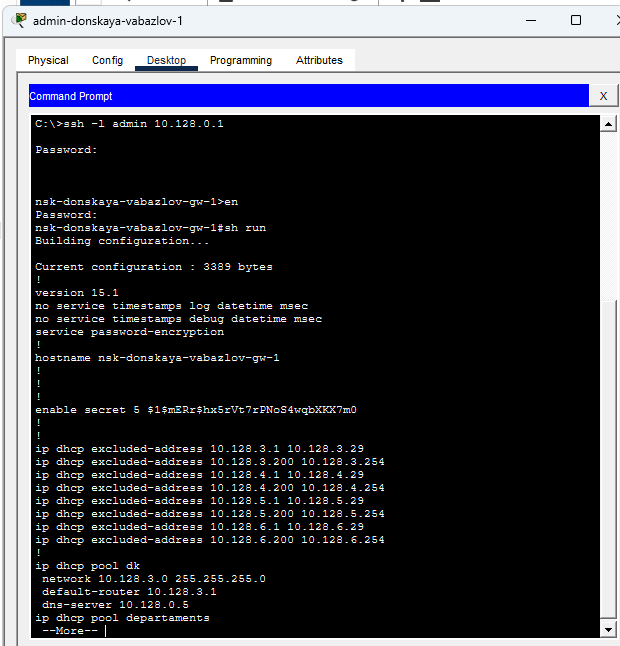 admin-donskaya-vabazlov-1
Physical Config Desktop Programming Attributes
Command Prompt X
C:\>ssh -l admin 10.128.0.1
Password:
nsk-donskaya-vabazlov-gw-1>en
Password:
nsk-donskaya-vabazlov-gw-1#sh run
Building configuration...
Current configuration : 3389 bytes
!
version 15.1
no service timestamps log datetime msec
no service timestamps debug datetime msec
service password-encryption
!
hostname nsk-donskaya-vabazlov-gw-1
!
!
!
enable secret 5 $1$mERr$hx5rVt7rPNoS4wqbXKX7m0
!
!
ip dhcp excluded-address 10.128.3.1 10.128.3.29
ip dhcp excluded-address 10.128.3.200 10.128.3.254
ip dhcp excluded-address 10.128.4.1 10.128.4.29
ip dhcp excluded-address 10.128.4.200 10.128.4.254
ip dhcp excluded-address 10.128.5.1 10.128.5.29
ip dhcp excluded-address 10.128.5.200 10.128.5.254
ip dhcp excluded-address 10.128.6.1 10.128.6.29
ip dhcp excluded-address 10.128.6.200 10.128.6.254
!
ip dhcp pool dk
network 10.128.3.0 255.255.255.0
default-router 10.128.3.1
dns-server 10.128.0.5
ip dhcp pool departaments
--More--